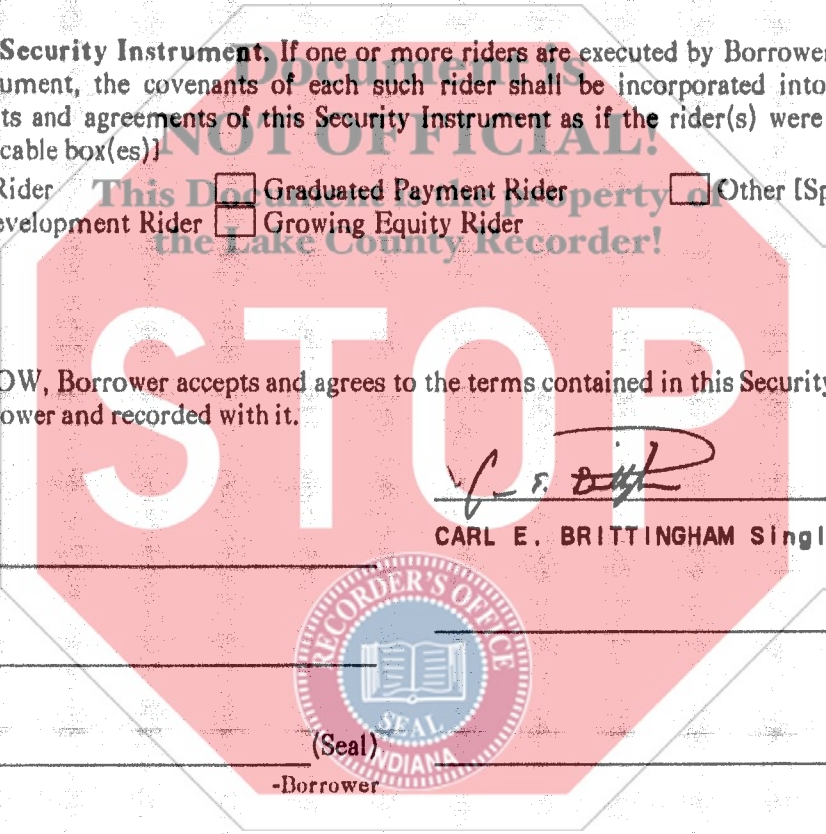 Security Instrument. If one or more riders are executed by Borrower
ument, the covenants of each such rider shall be incorporated into
ts and agreements of this Security Instrument as if the rider(s) were
cable box(es)]
Rider Graduated Payment Rider Other [Sp
evelopment Rider Growing Equity Rider
Document is
NOT OFFICIAL!
This Document is the property of
the Lake County Recorder!
STOP
OW, Borrower accepts and agrees to the terms contained in this Security
ower and recorded with it.
CARL E. BRITTINGHAM Singl
RECORDER'S OFFICE
SEAL
INDIANA
(Seal)
-Borrower